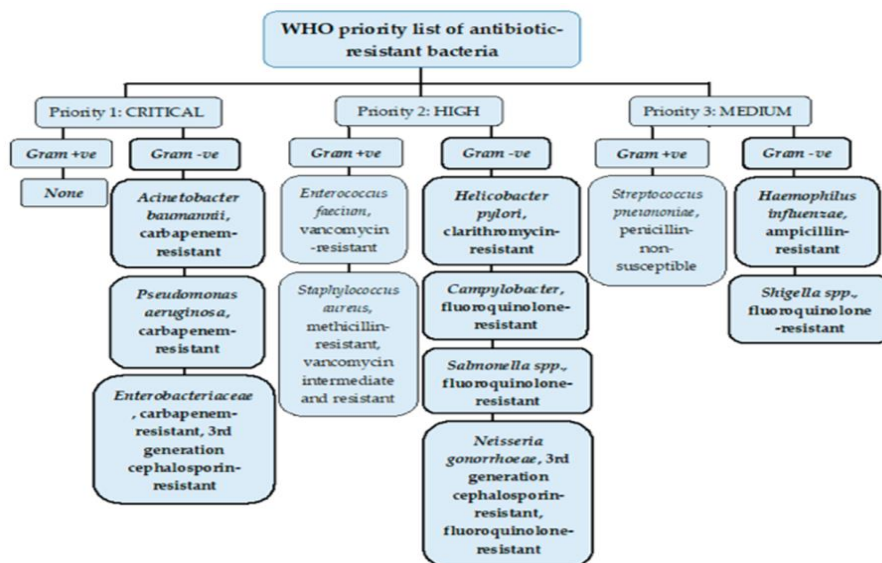 WHO priority list of antibiotic-
resistant bacteria
Priority 1: CRITICAL
Gram +ve
None
Gram -ve
Acinetobacter
baumannii,
carbapenem-
resistant
Pseudomonas
aeruginosa,
carbapenem-
resistant
Enterobacteriaceae
, carbapenem-
resistant, 3rd
generation
cephalosporin-
resistant
Priority 2: HIGH
Gram +ve
Enterococcus
faecium,
vancomycin
-resistant
Staphylococcus
aureus,
methicillin-
resistant,
vancomycin
intermediate
and resistant
Gram -ve
Helicobacter
pylori,
clarithromycin-
resistant
Campylobacter,
fluoroquinolone-
resistant
Salmonella spp.,
fluoroquinolone-
resistant
Neisseria
gonorrhoeae, 3rd
generation
cephalosporin-
resistant,
fluoroquinolone-
resistant
Priority 3: MEDIUM
Gram +ve
Streptococcus
pneumoniae,
penicillin-
non-
susceptible
Gram -ve
Haemophilus
influenzae,
ampicillin-
resistant
Shigella spp.,
fluoroquinolone
-resistant